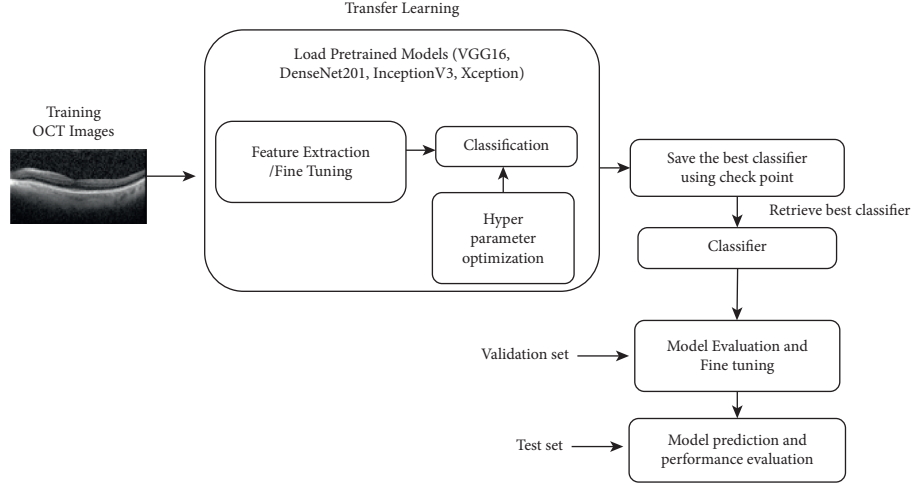 Transfer Learning
Load Pretrained Models (VGG16,
DenseNet201, InceptionV3, Xception)
Training
OCT Images
Feature Extraction
/Fine Tuning
Classification
Hyper
parameter
optimization
Save the best classifier
using check point
Retrieve best classifier
Classifier
Validation set
Model Evaluation and
Fine tuning
Test set
Model prediction and
performance evaluation